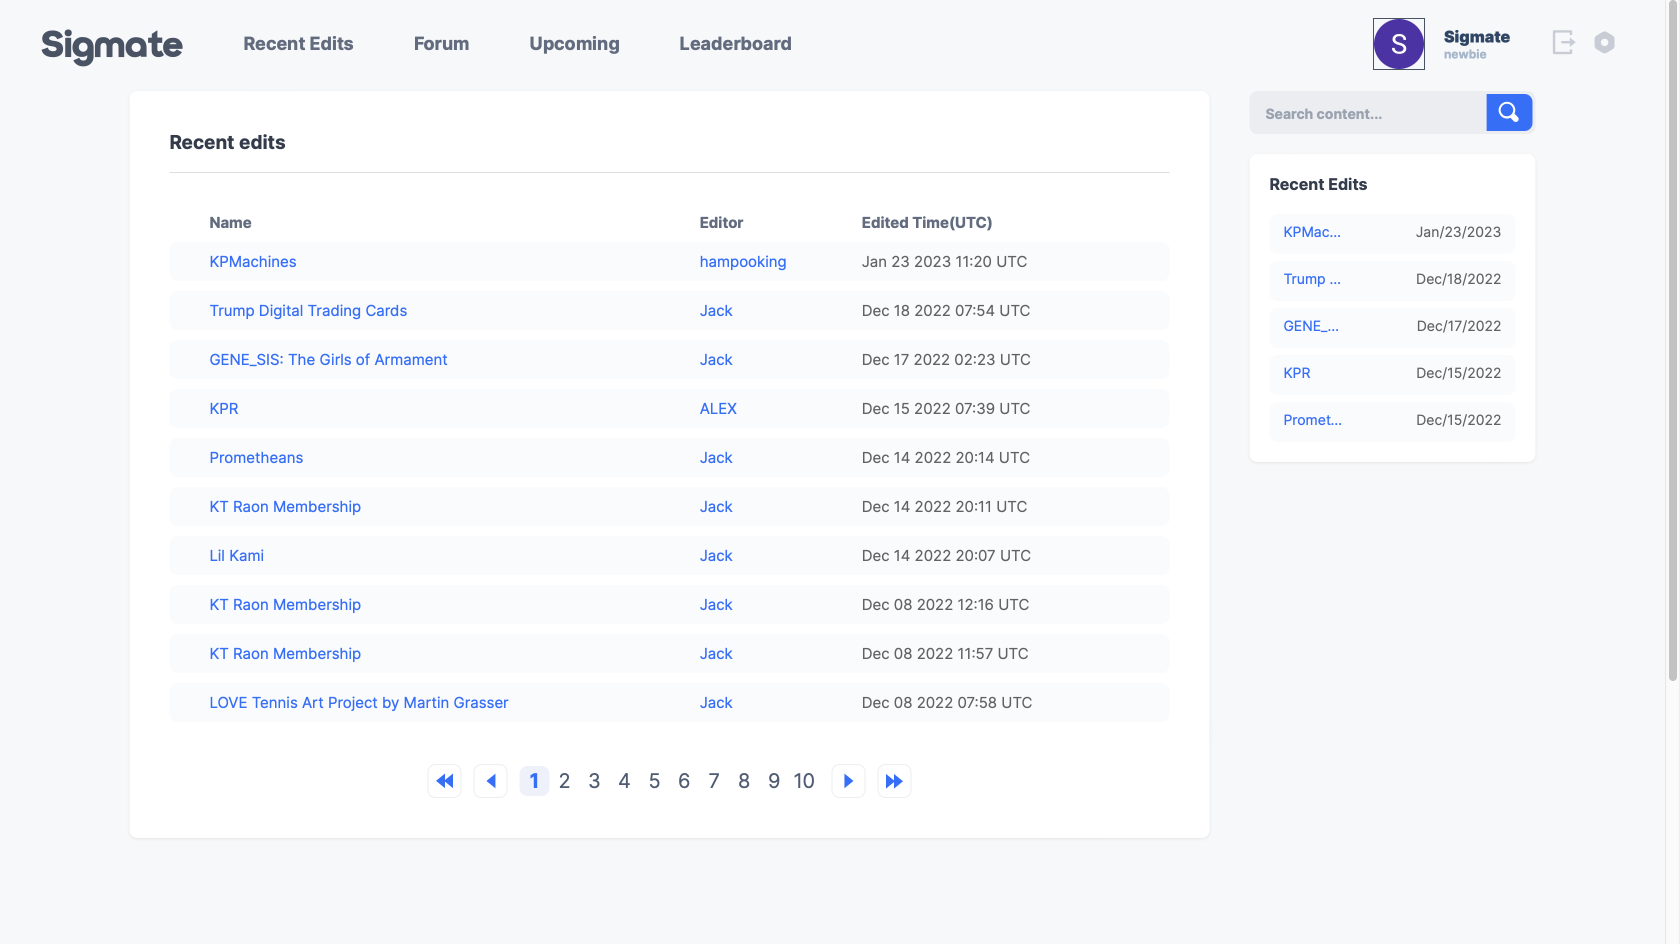 Sigmate
Recent Edits Forum Upcoming Leaderboard
S
Sigmate
newbie
Search content...
Recent edits
Name Editor Edited Time(UTC)
KPMachines hampooking Jan 23 2023 11:20 UTC
Trump Digital Trading Cards Jack Dec 18 2022 07:54 UTC
GENE_SIS: The Girls of Armament Jack Dec 17 2022 02:23 UTC
KPR ALEX Dec 15 2022 07:39 UTC
Prometheans Jack Dec 14 2022 20:14 UTC
KT Raon Membership Jack Dec 14 2022 20:11 UTC
Lil Kami Jack Dec 14 2022 20:07 UTC
KT Raon Membership Jack Dec 08 2022 12:16 UTC
KT Raon Membership Jack Dec 08 2022 11:57 UTC
LOVE Tennis Art Project by Martin Grasser Jack Dec 08 2022 07:58 UTC
1 2 3 4 5 6 7 8 9 10
Recent Edits
KPMac... Jan/23/2023
Trump ... Dec/18/2022
GENE_... Dec/17/2022
KPR Dec/15/2022
Promet... Dec/15/2022